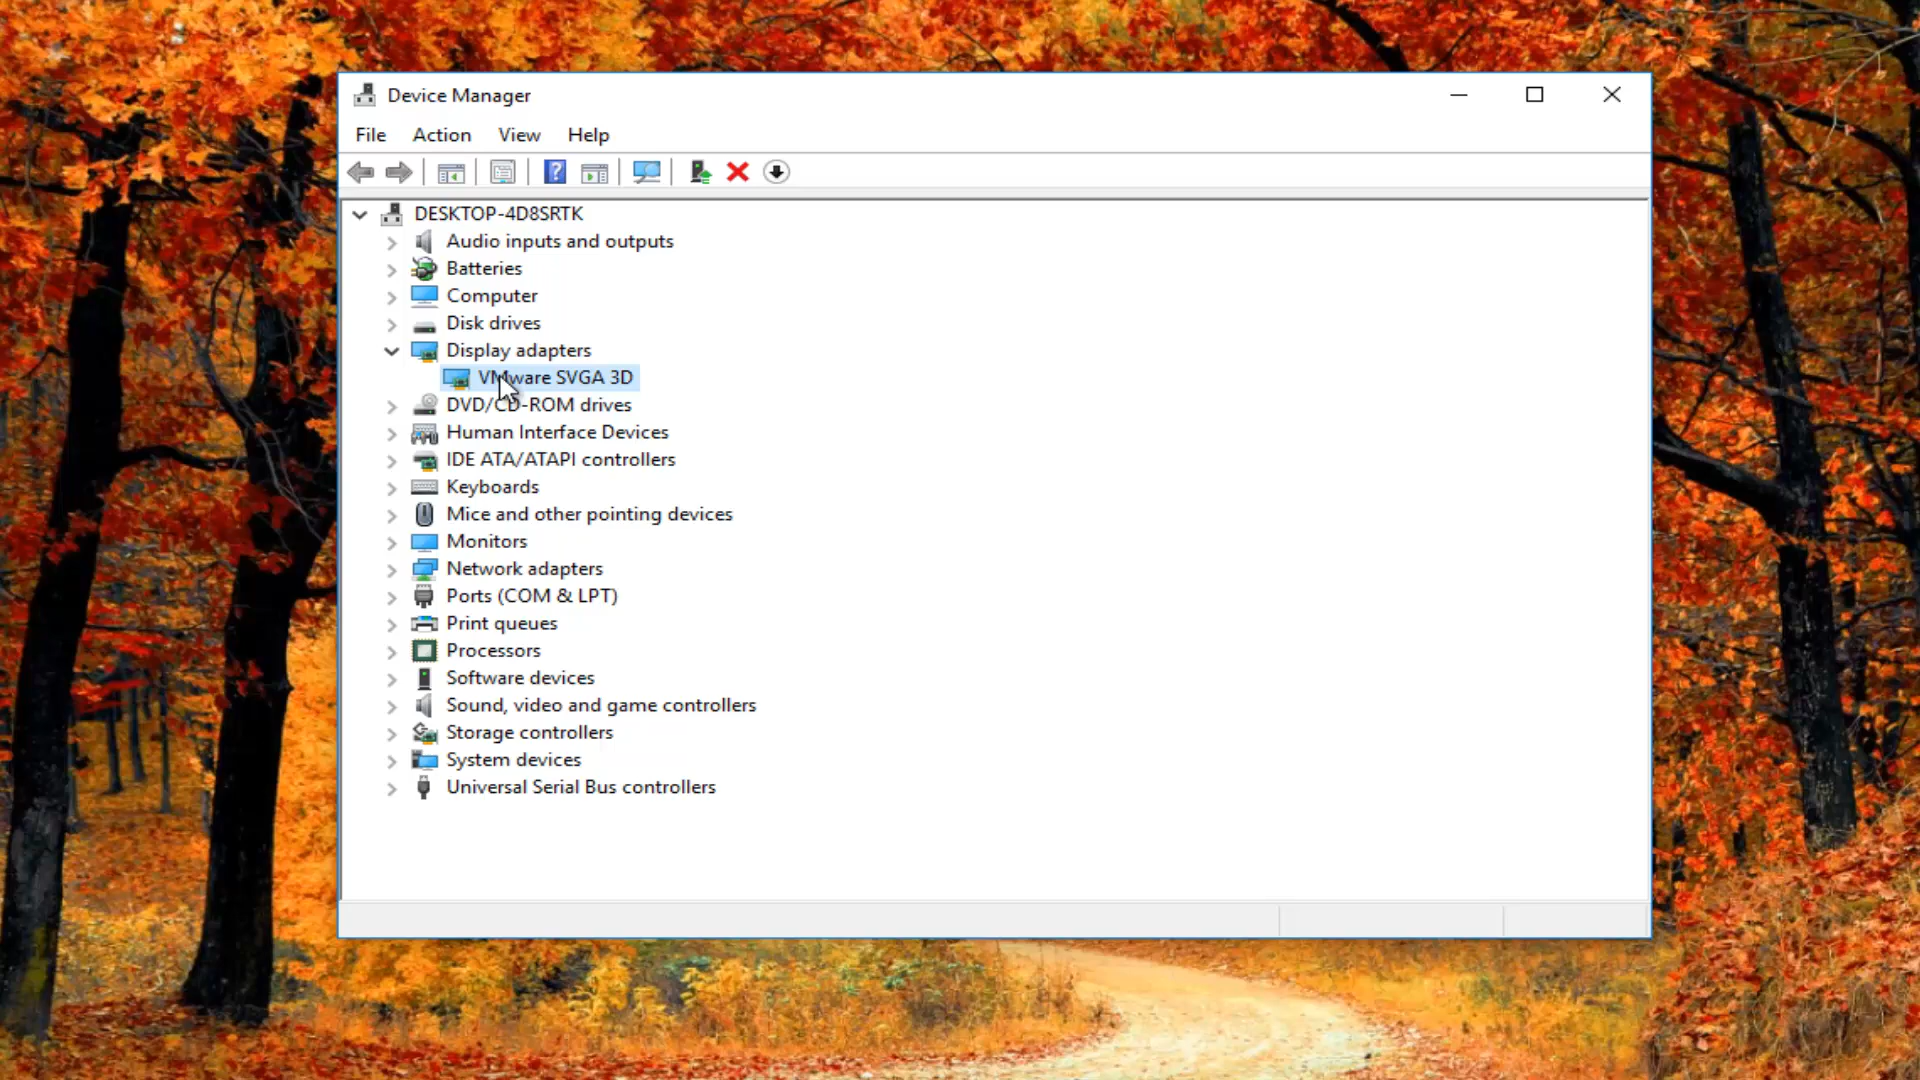 Device Manager
File Action View Help
DESKTOP-4D8SRTK
Audio inputs and outputs
Batteries
Computer
Disk drives
Display adapters
VMware SVGA 3D
DVD/CD-ROM drives
Human Interface Devices
IDE ATA/ATAPI controllers
Keyboards
Mice and other pointing devices
Monitors
Network adapters
Ports (COM & LPT)
Print queues
Processors
Software devices
Sound, video and game controllers
Storage controllers
System devices
Universal Serial Bus controllers